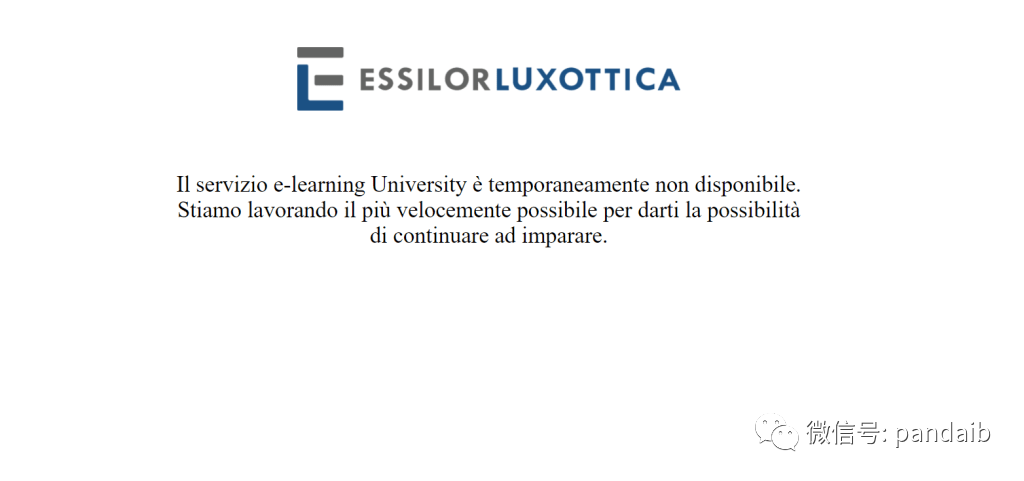 ESSILORLUXOTTICA
Il servizio e-learning University è temporaneamente non disponibile.
Stiamo lavorando il più velocemente possibile per darti la possibilità
di continuare ad imparare.
微信号: pandaib